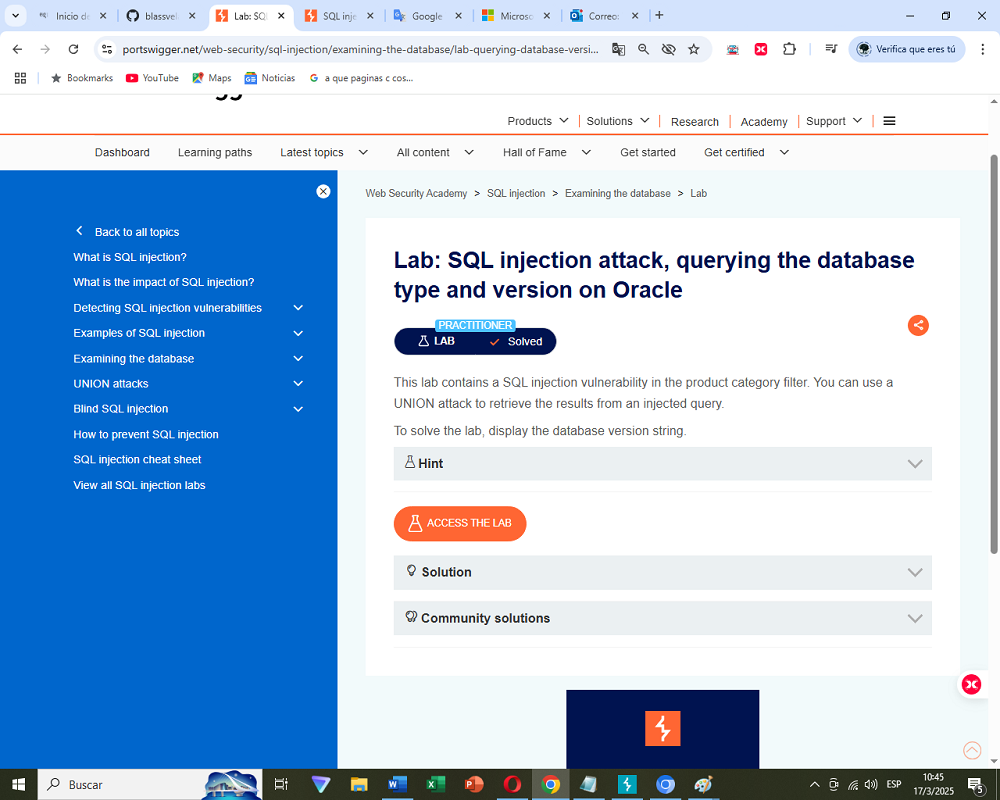 Inicio de
blassvel
Lab: SQL
SQL inje
Google
Microso
Correo:
portswigger.net/web-security/sql-injection/examining-the-database/lab-querying-database-versi...
Verifica que eres tú
Bookmarks
YouTube
Maps
Noticias
a que paginas c cos...
Products
Solutions
Research
Academy
Support
Dashboard
Learning paths
Latest topics
All content
Hall of Fame
Get started
Get certified
Back to all topics
What is SQL injection?
What is the impact of SQL injection?
Detecting SQL injection vulnerabilities
Examples of SQL injection
Examining the database
UNION attacks
Blind SQL injection
How to prevent SQL injection
SQL injection cheat sheet
View all SQL injection labs
Web Security Academy > SQL injection > Examining the database > Lab
Lab: SQL injection attack, querying the database
type and version on Oracle
PRACTITIONER
LAB
Solved
This lab contains a SQL injection vulnerability in the product category filter. You can use a
UNION attack to retrieve the results from an injected query.
To solve the lab, display the database version string.
Hint
ACCESS THE LAB
Solution
Community solutions
Buscar
ESP
10:45
17/3/2025
5